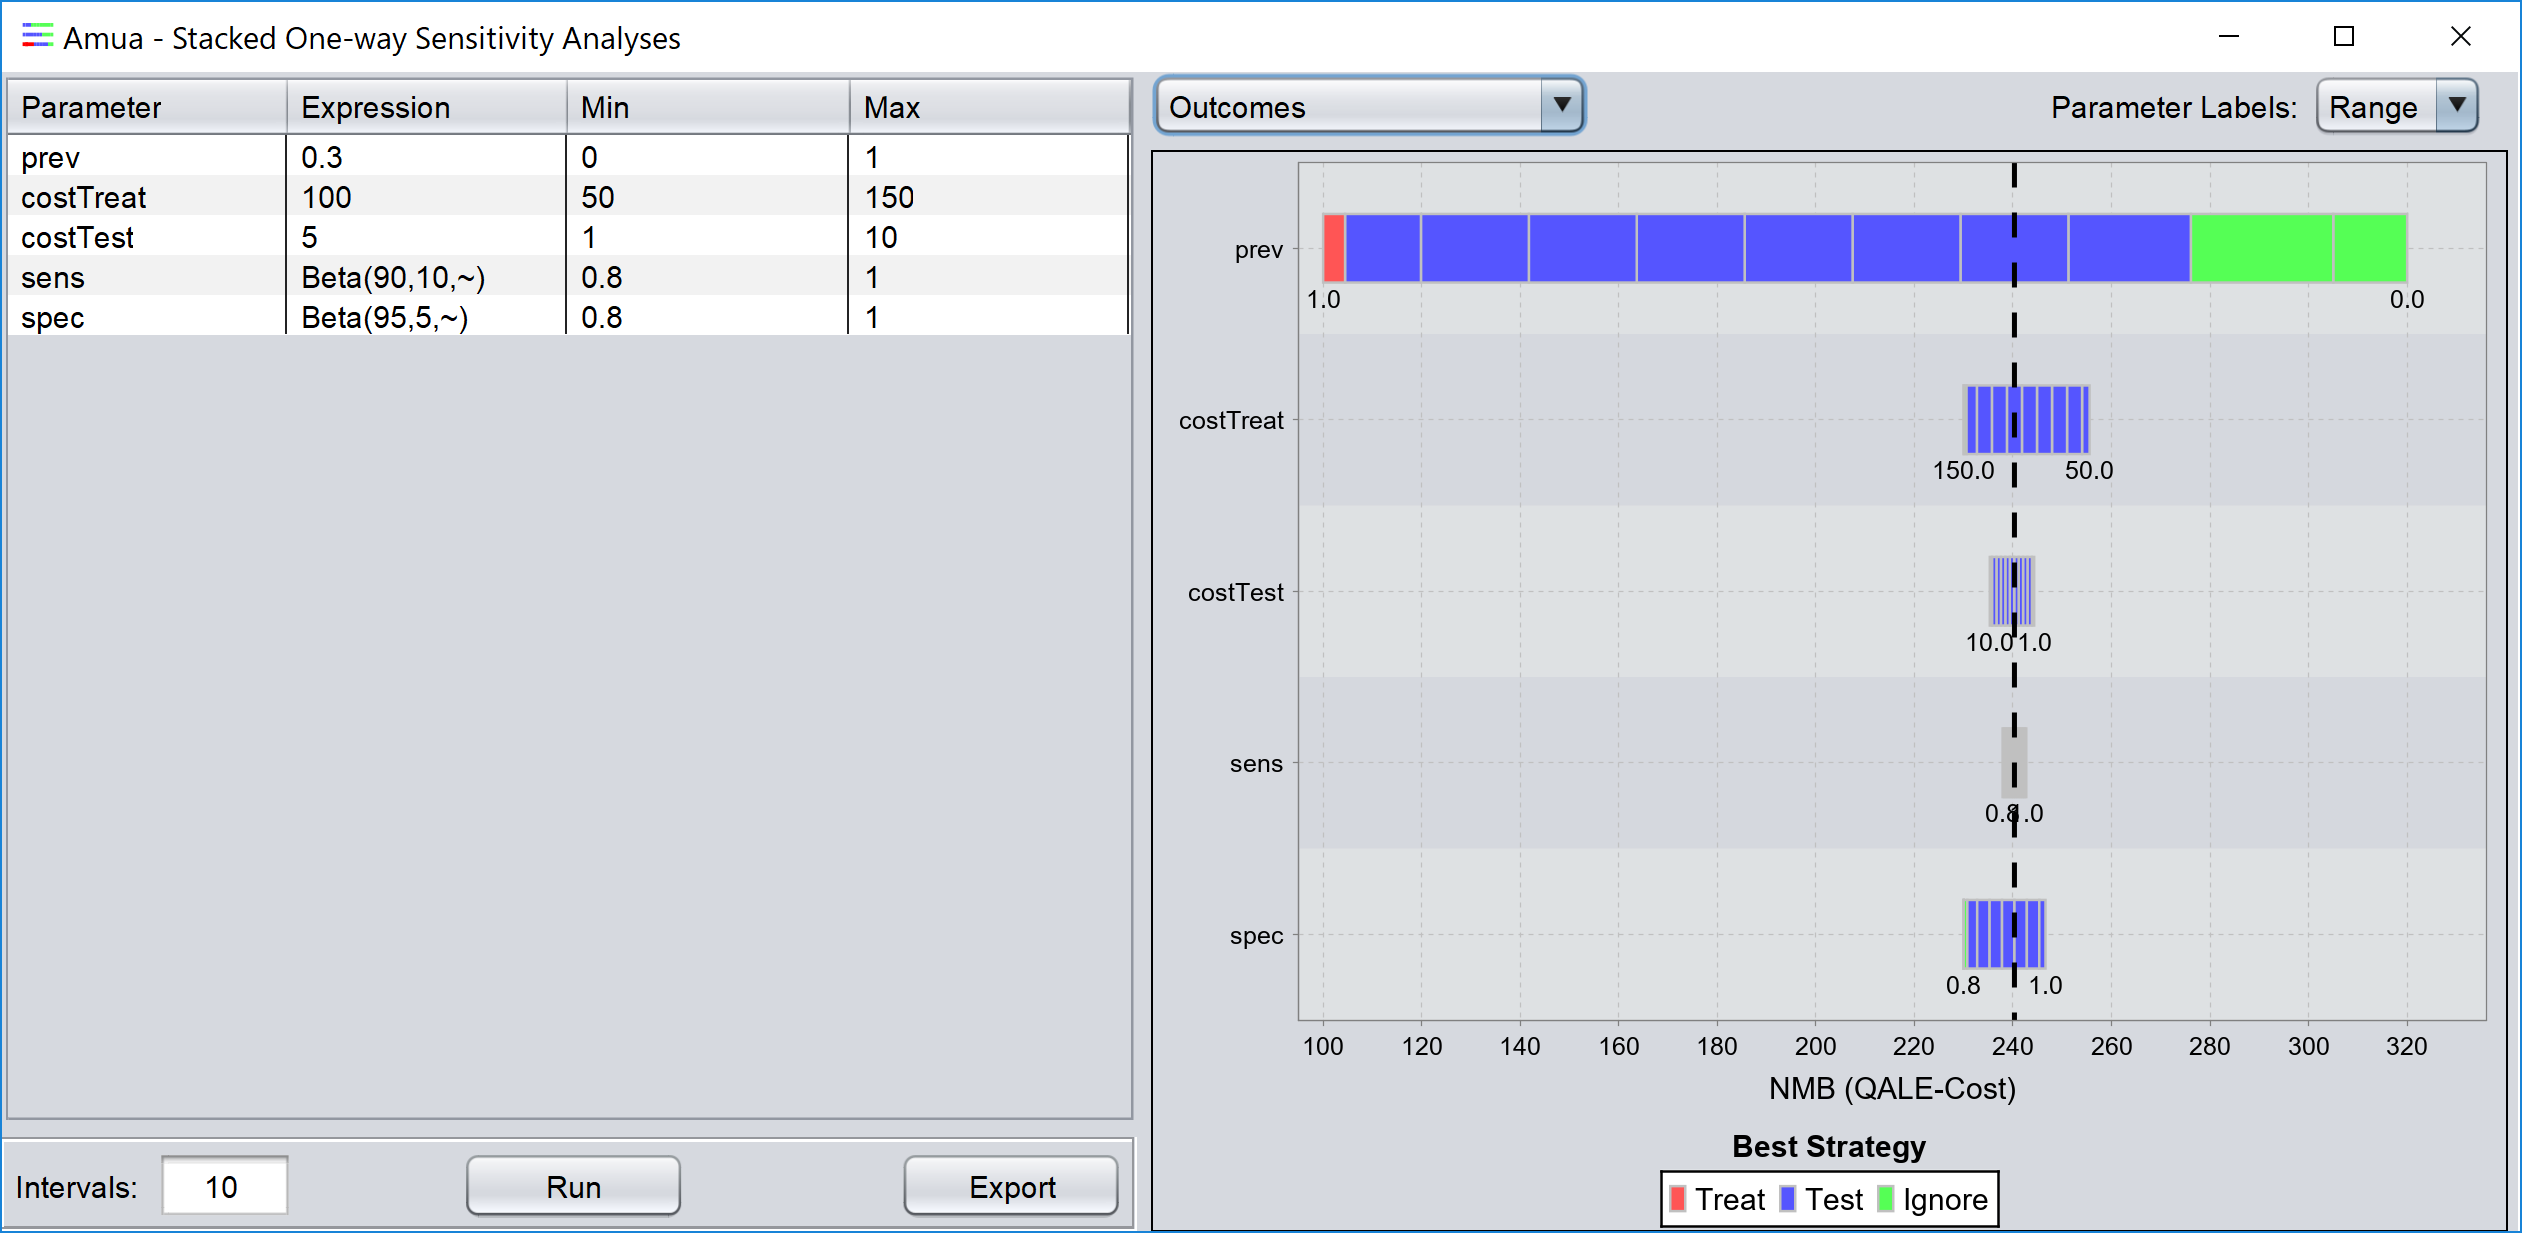 Amua - Stacked One-way Sensitivity Analyses
Parameter Expression Min Max
prev 0.3 0 1
costTreat 100 50 150
costTest 5 1 10
sens Beta(90,10,~) 0.8 1
spec Beta(95,5,~) 0.8 1
Intervals: 10 Run Export
Outcomes Parameter Labels: Range
prev
1.0 0.0
costTreat
150.0 50.0
costTest
10.0 1.0
sens
0.8 .0
spec
0.8 1.0
100 120 140 160 180 200 220 240 260 280 300 320
NMB (QALE-Cost)
Best Strategy
Treat Test Ignore